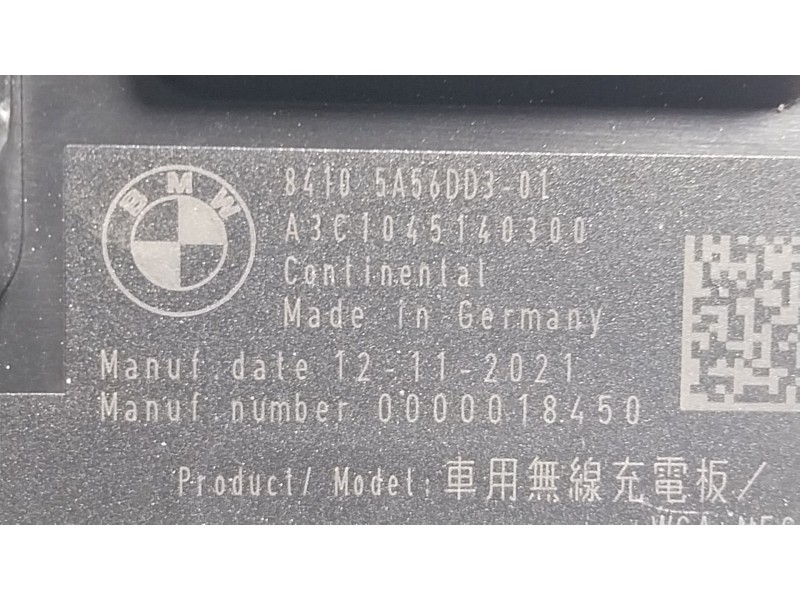 BMW
8410 5A56DD3-01
A3C1045140300
Continental
Made in Germany
Manuf.date 12-11-2021
Manuf.number 0000018450
Product/ Model: 車用無線充電板/